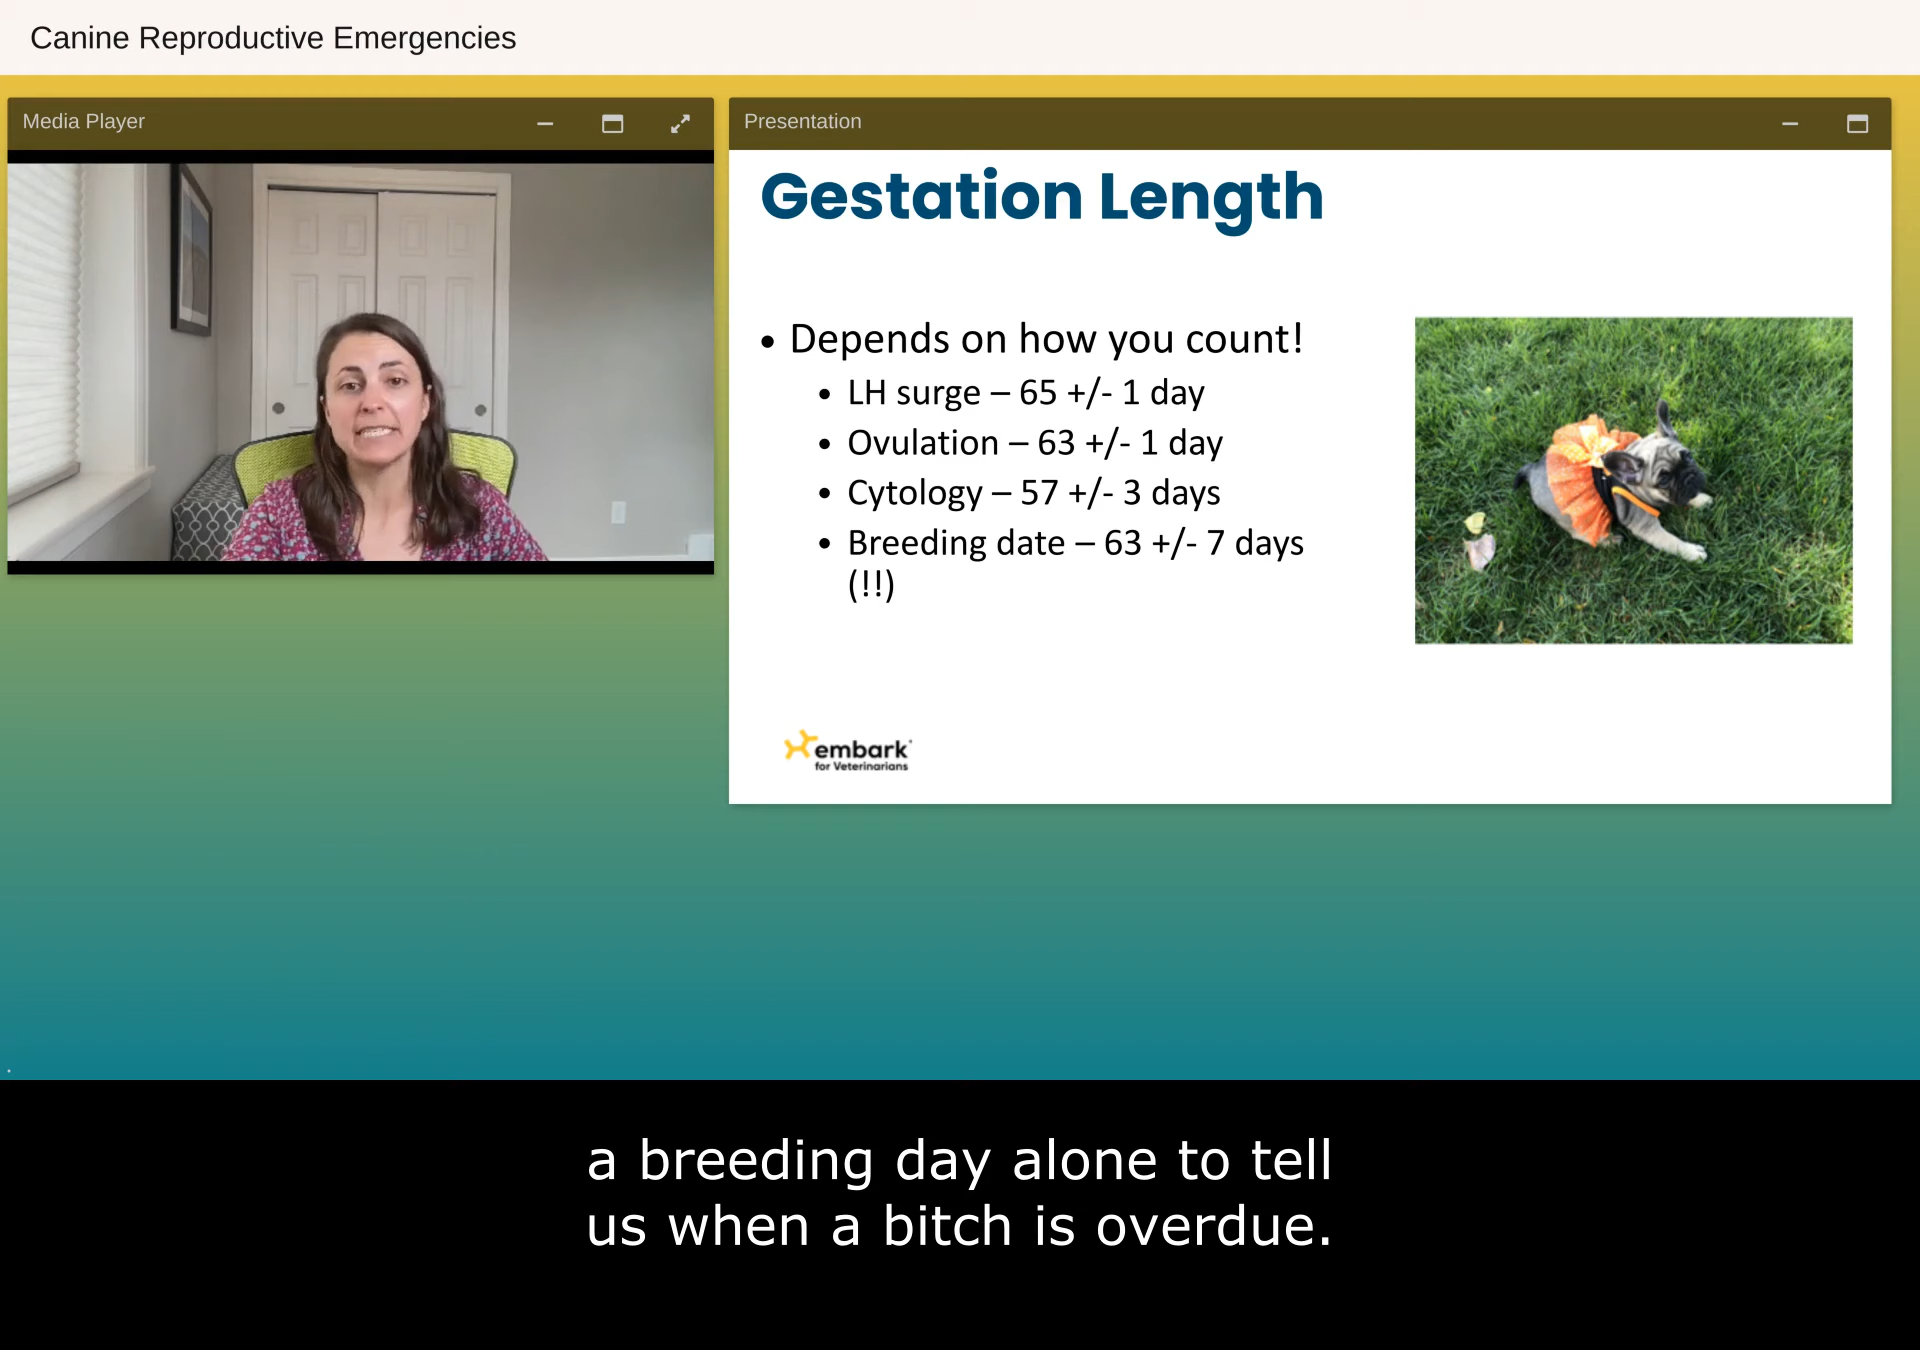 Canine Reproductive Emergencies
Media Player
Presentation
Gestation Length
• Depends on how you count!
• LH surge – 65 +/- 1 day
• Ovulation – 63 +/- 1 day
• Cytology – 57 +/- 3 days
• Breeding date – 63 +/- 7 days
(!!)
embark
for Veterinarians
a breeding day alone to tell
us when a bitch is overdue.